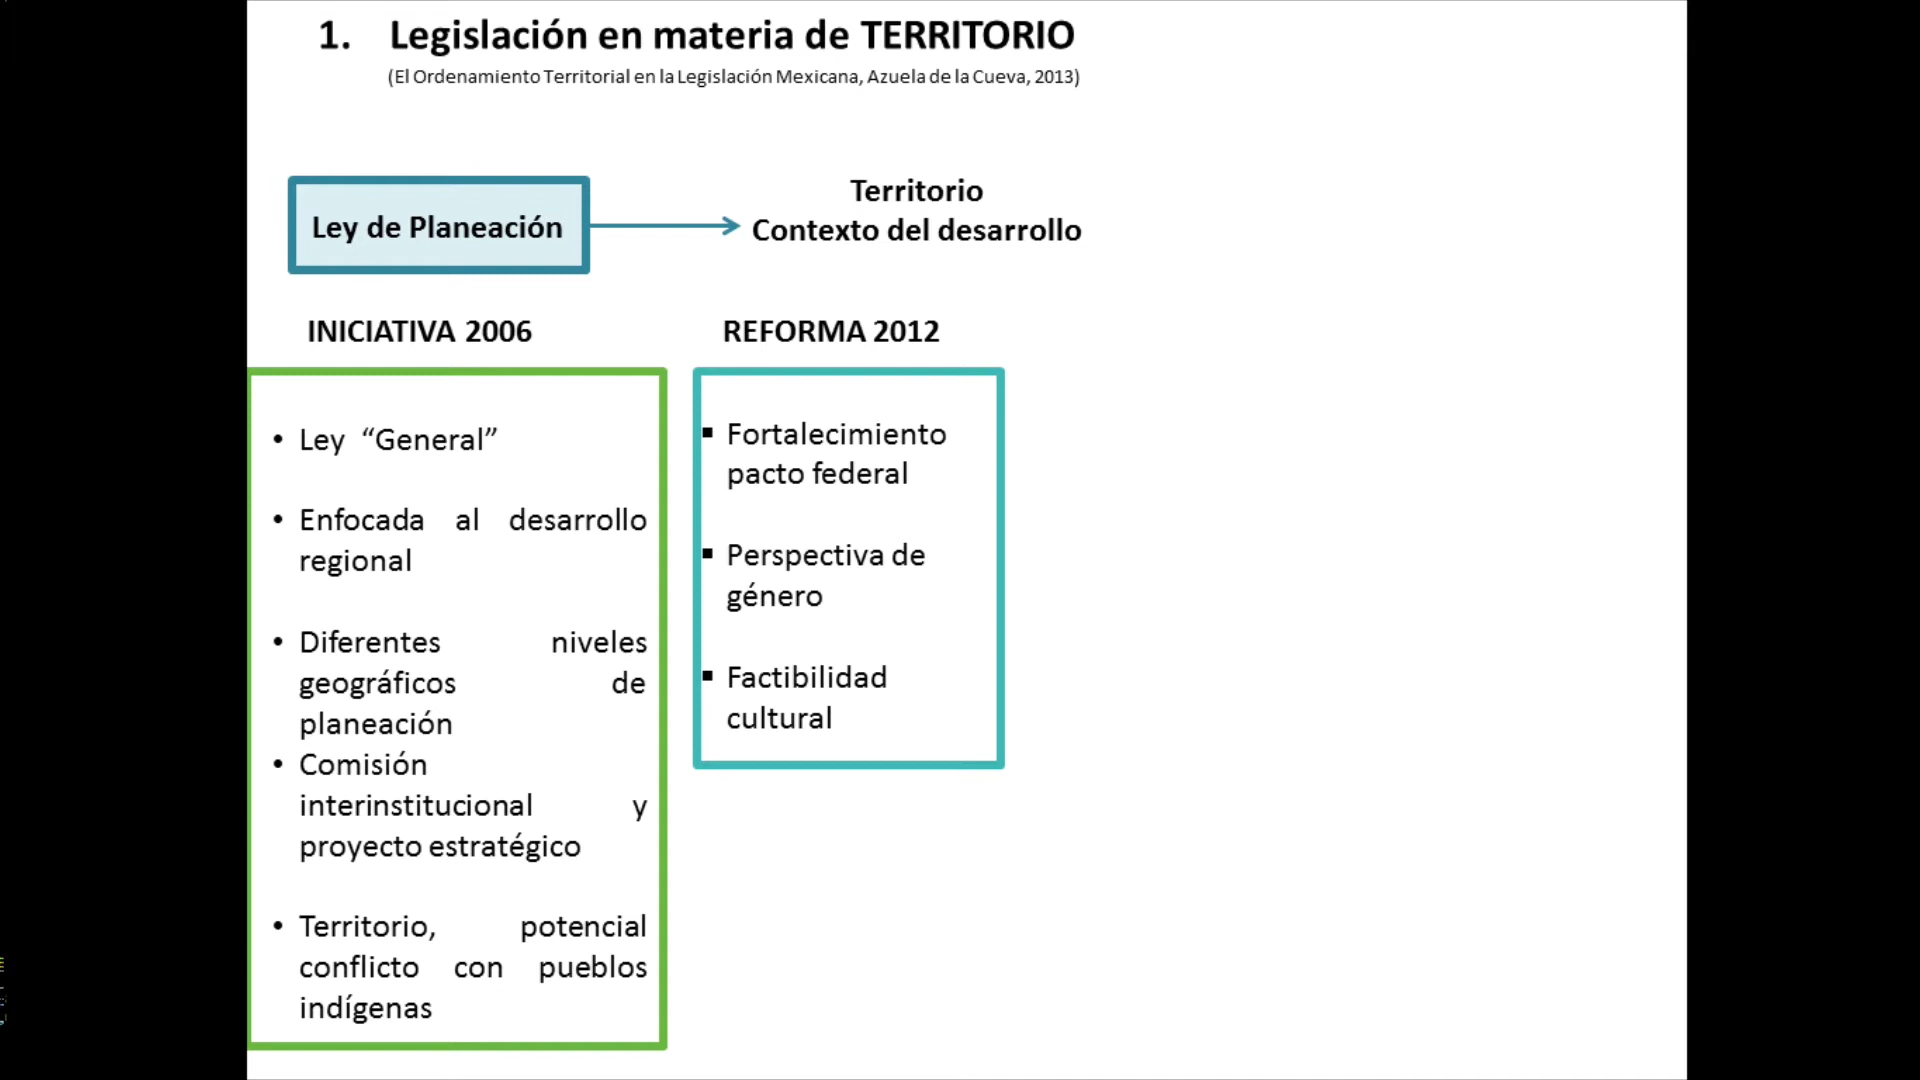 1. Legislación en materia de TERRITORIO
(El Ordenamiento Territorial en la Legislación Mexicana, Azuela de la Cueva, 2013)
Ley de Planeación
Territorio
Contexto del desarrollo
INICIATIVA 2006
• Ley “General”
• Enfocada al desarrollo
regional
• Diferentes niveles
geográficos de
planeación
• Comisión
interinstitucional y
proyecto estratégico
• Territorio, potencial
conflicto con pueblos
indígenas
REFORMA 2012
▪ Fortalecimiento
pacto federal
▪ Perspectiva de
género
▪ Factibilidad
cultural